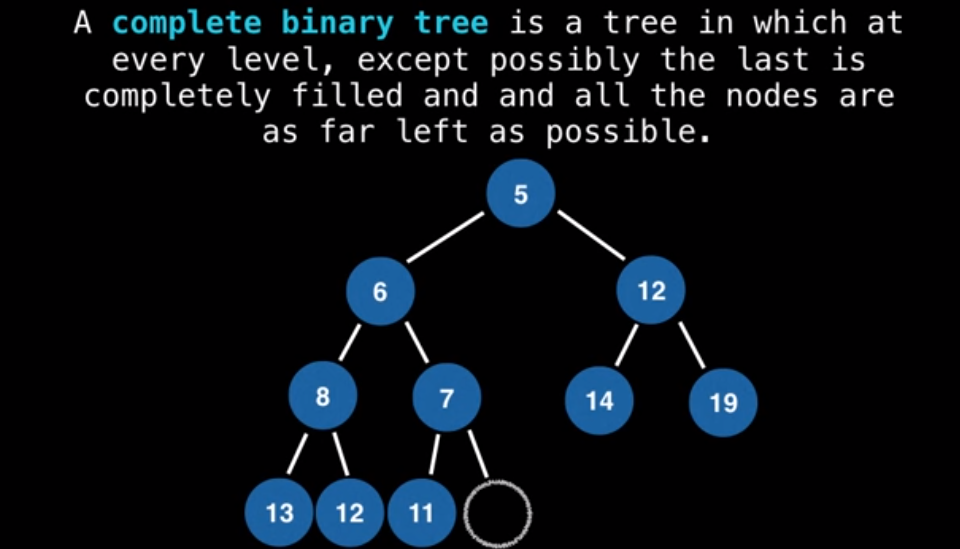 A complete binary tree is a tree in which at
every level, except possibly the last is
completely filled and and all the nodes are
as far left as possible.
5
6 12
8 7 14 19
13 12 11